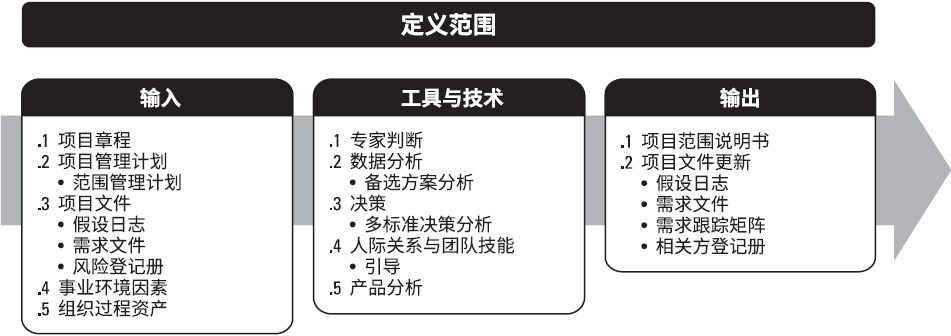 定义范围
输入
.1 项目章程
.2 项目管理计划
• 范围管理计划
.3 项目文件
• 假设日志
• 需求文件
• 风险登记册
.4 事业环境因素
.5 组织过程资产
工具与技术
.1 专家判断
.2 数据分析
• 备选方案分析
.3 决策
• 多标准决策分析
.4 人际关系与团队技能
• 引导
.5 产品分析
输出
.1 项目范围说明书
.2 项目文件更新
• 假设日志
• 需求文件
• 需求跟踪矩阵
• 相关方登记册